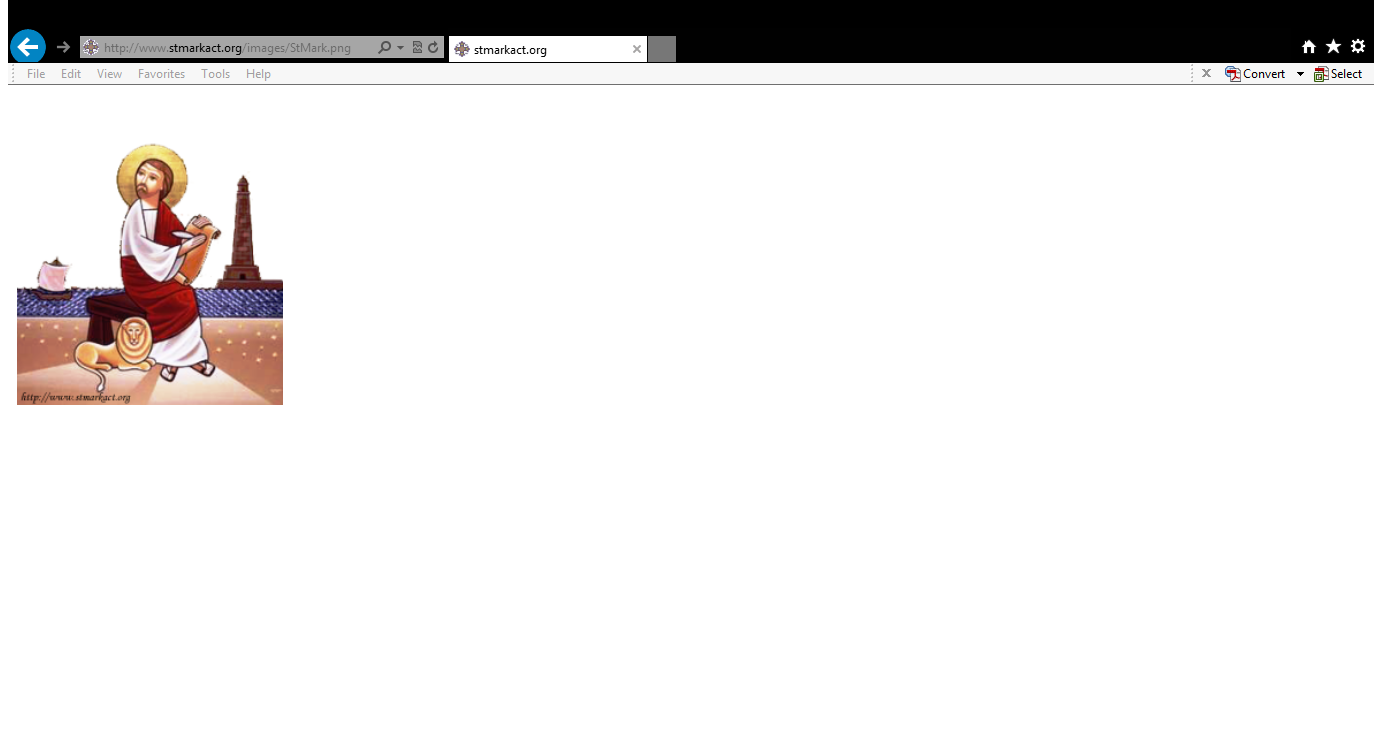 http://www.stmarkact.org/images/StMark.png
stmarkact.org
File Edit View Favorites Tools Help
x Convert Select
http://www.stmarkact.org